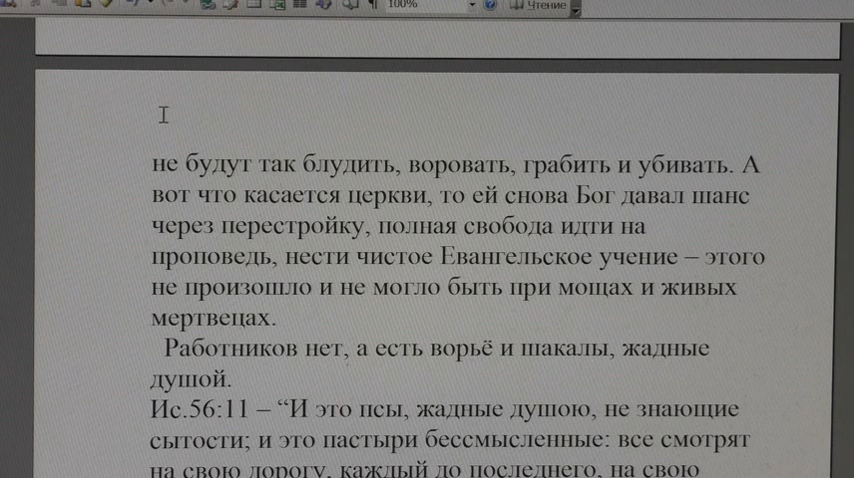 100%
Чтение
не будут так блудить, воровать, грабить и убивать. А
вот что касается церкви, то ей снова Бог давал шанс
через перестройку, полная свобода идти на
проповедь, нести чистое Евангельское учение – этого
не произошло и не могло быть при мощах и живых
мертвецах.
Работников нет, а есть ворьё и шакалы, жадные
душой.
Ис.56:11 – “И это псы, жадные душою, не знающие
сытости; и это пастыри бессмысленные: все смотрят
на свою дорогу, каждый до последнего, на свою